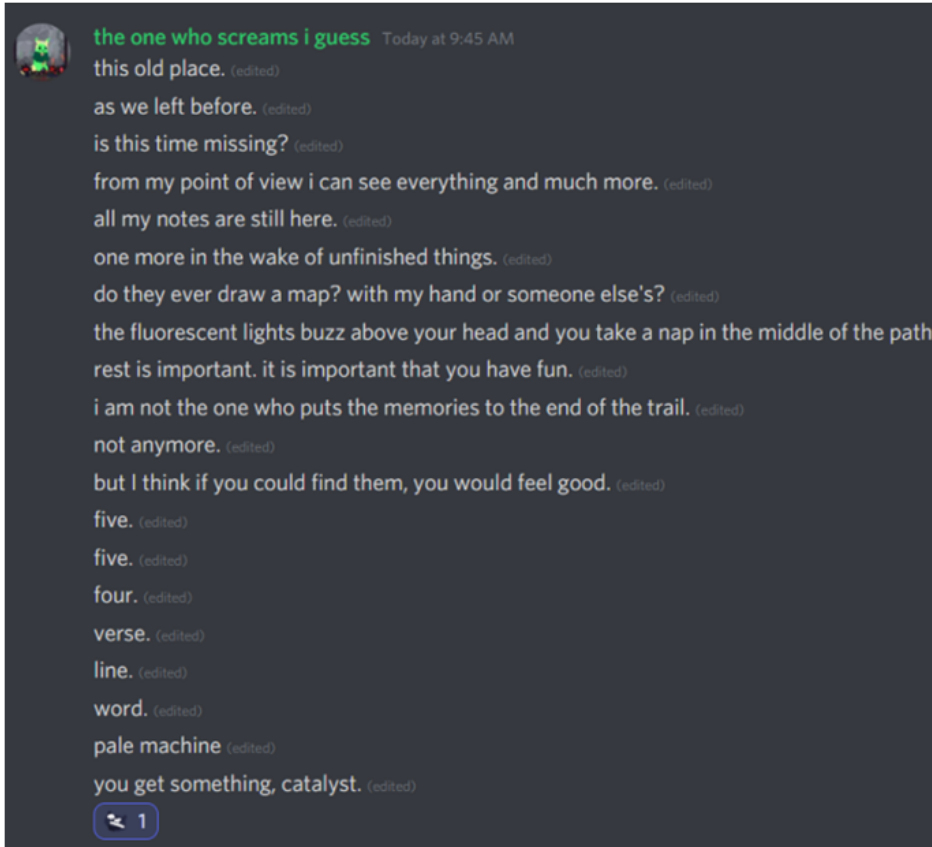 the one who screams i guess Today at 9:45 AM
this old place. (edited)
as we left before. (edited)
is this time missing? (edited)
from my point of view i can see everything and much more. (edited)
all my notes are still here. (edited)
one more in the wake of unfinished things. (edited)
do they ever draw a map? with my hand or someone else's? (edited)
the fluorescent lights buzz above your head and you take a nap in the middle of the path
rest is important. it is important that you have fun. (edited)
i am not the one who puts the memories to the end of the trail. (edited)
not anymore. (edited)
but I think if you could find them, you would feel good. (edited)
five. (edited)
five. (edited)
four. (edited)
verse. (edited)
line. (edited)
word. (edited)
pale machine (edited)
you get something, catalyst. (edited)
1